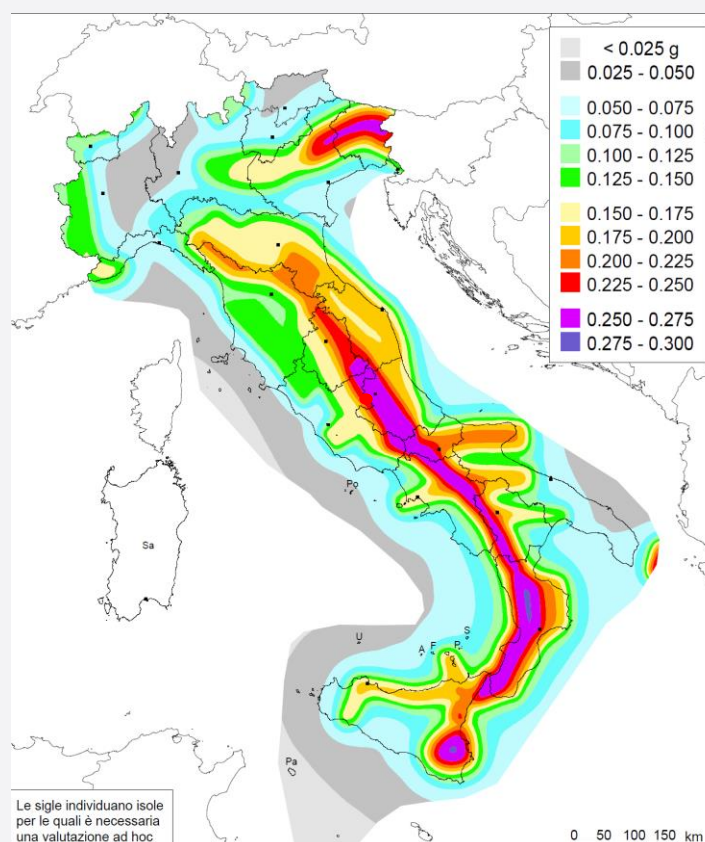 < 0.025 g
0.025 - 0.050
0.050 - 0.075
0.075 - 0.100
0.100 - 0.125
0.125 - 0.150
0.150 - 0.175
0.175 - 0.200
0.200 - 0.225
0.225 - 0.250
0.250 - 0.275
0.275 - 0.300
Po
Sa
S
U
A F P.
Pa
Le sigle individuano isole
per le quali è necessaria
una valutazione ad hoc
0 50 100 150 km